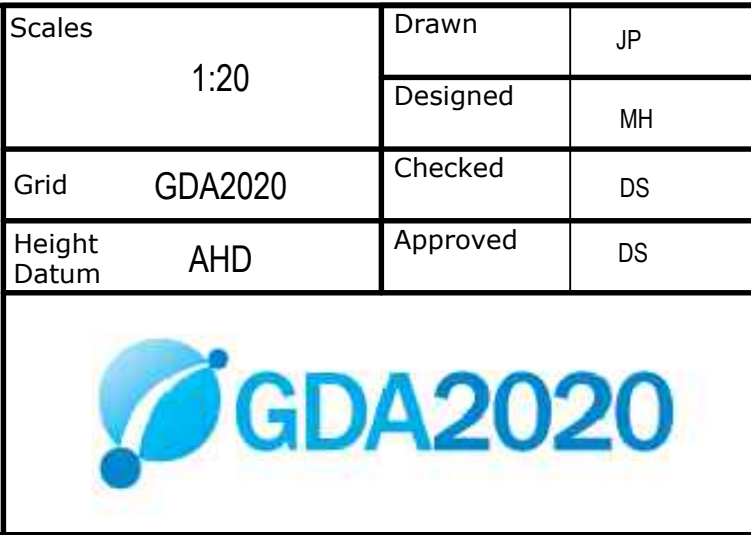 Scales
1:20
Drawn JP
Designed MH
Grid GDA2020
Checked DS
Height
Datum AHD
Approved DS
GDA2020